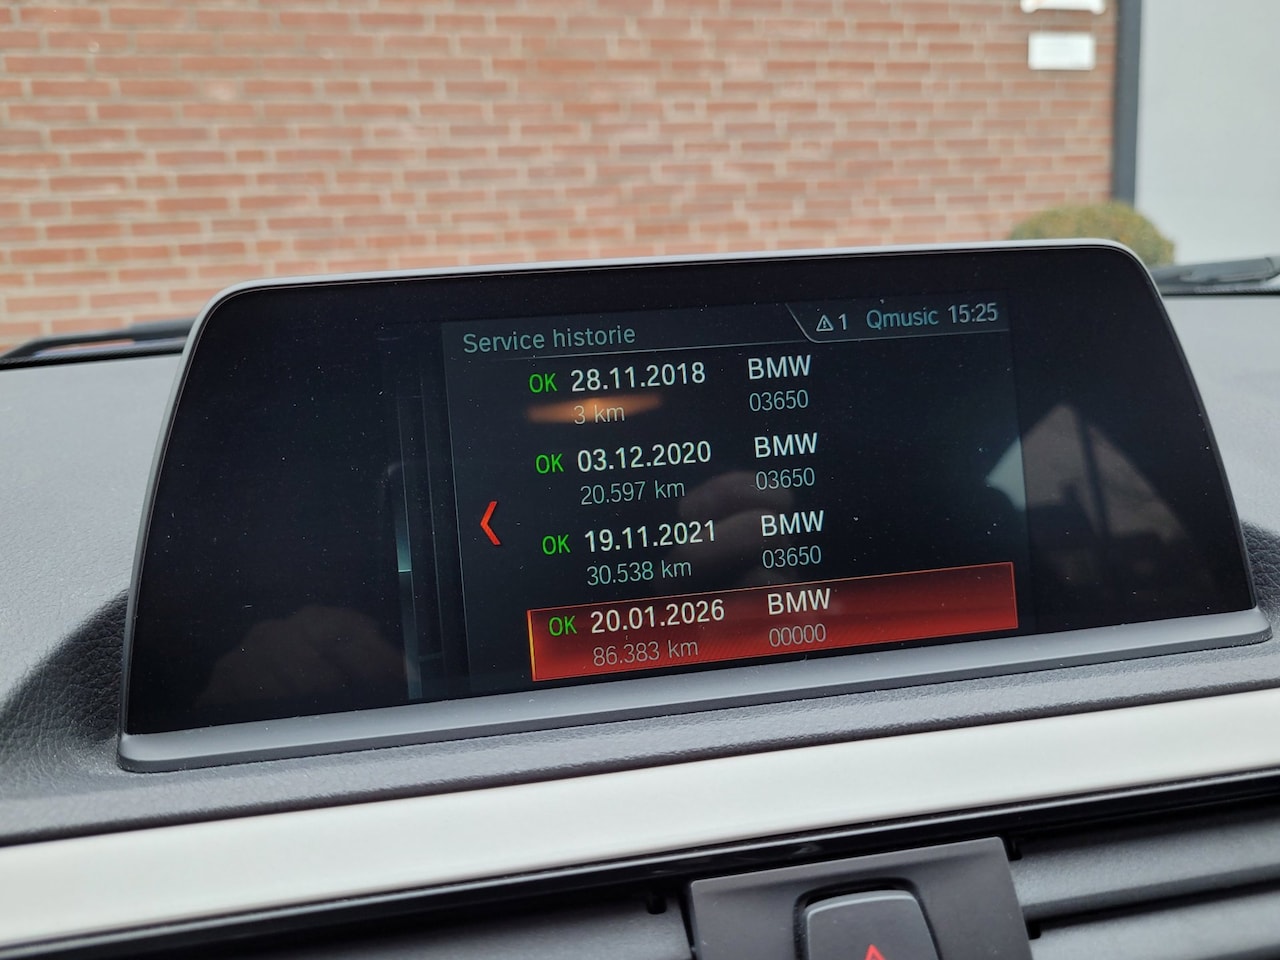 Service historie
1 Qmusic 15:25
OK 28.11.2018 BMW
3 km 03650
OK 03.12.2020 BMW
20.597 km 03650
OK 19.11.2021 BMW
30.538 km 03650
OK 20.01.2026 BMW
86.383 km 00000